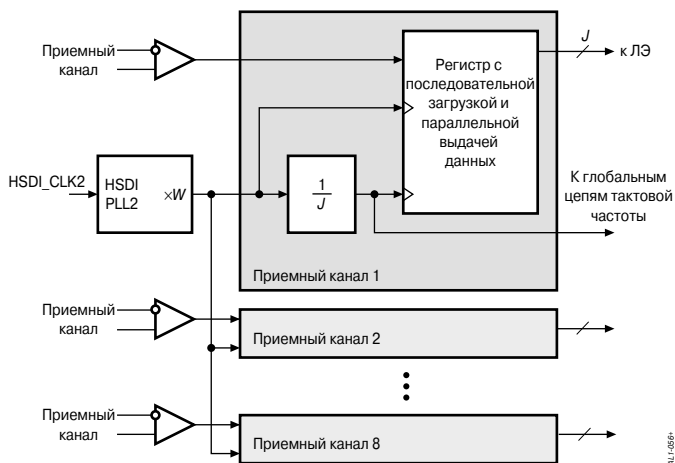 Приемный
канал
J
к ЛЭ
Регистр с
последовательной
загрузкой и
параллельной
выдачей
данных
HSDI_CLK2
HSDI
PLL2
×W
1
J
К глобальным
цепям тактовой
частоты
Приемный канал 1
Приемный
канал
Приемный канал 2
Приемный
канал
Приемный канал 8